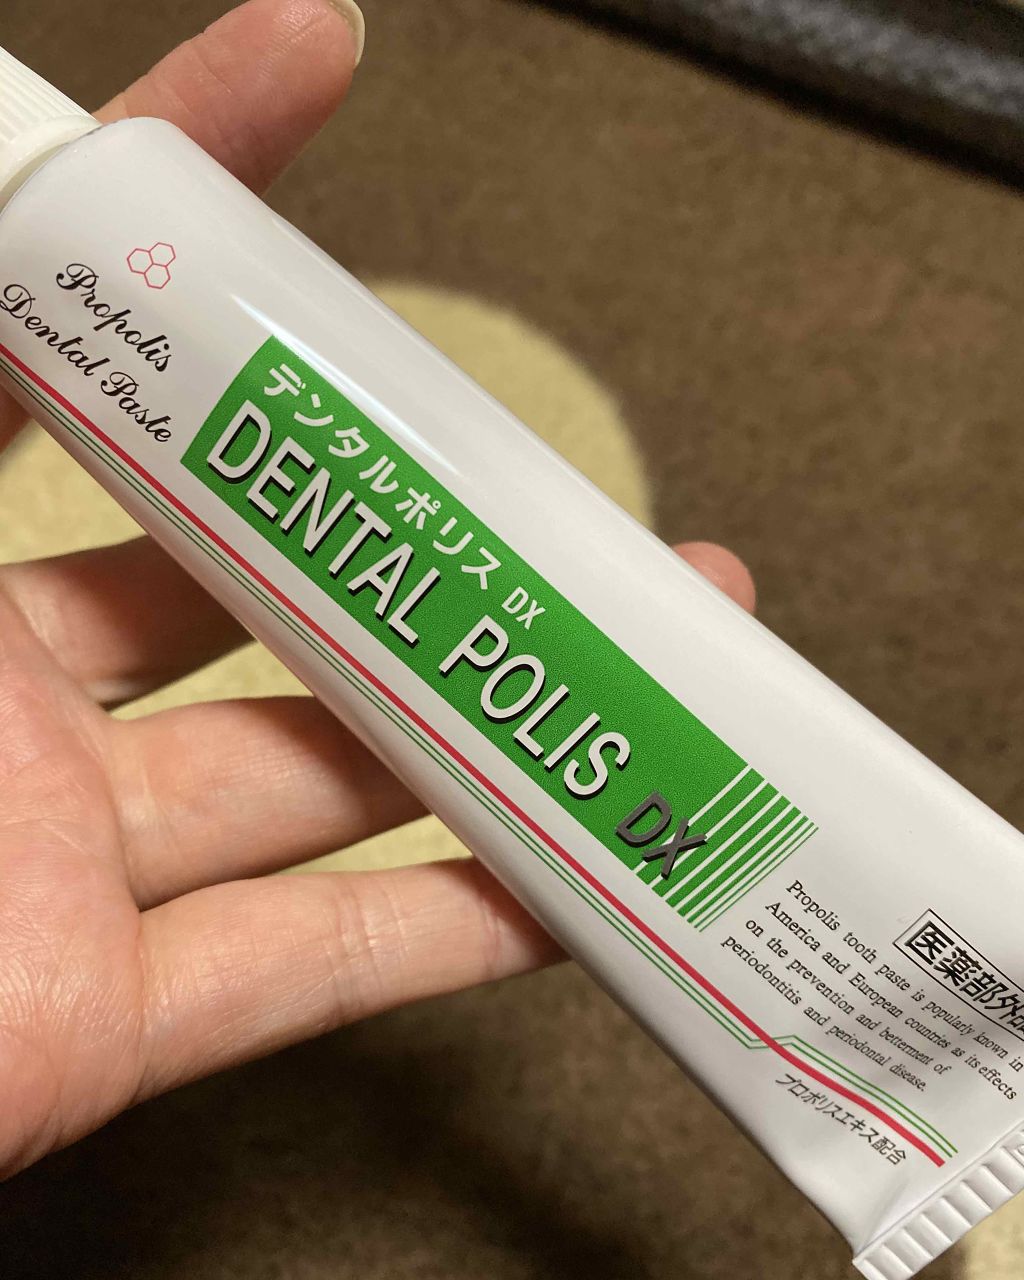 Propolis
Dental Paste
デンタルポリス DX
DENTAL POLIS DX
医薬部外品
Propolis tooth paste is popularly known in
America and European countries as its effects
on the prevention and betterment of
periodontitis and periodontal disease.
プロポリスエキス配合